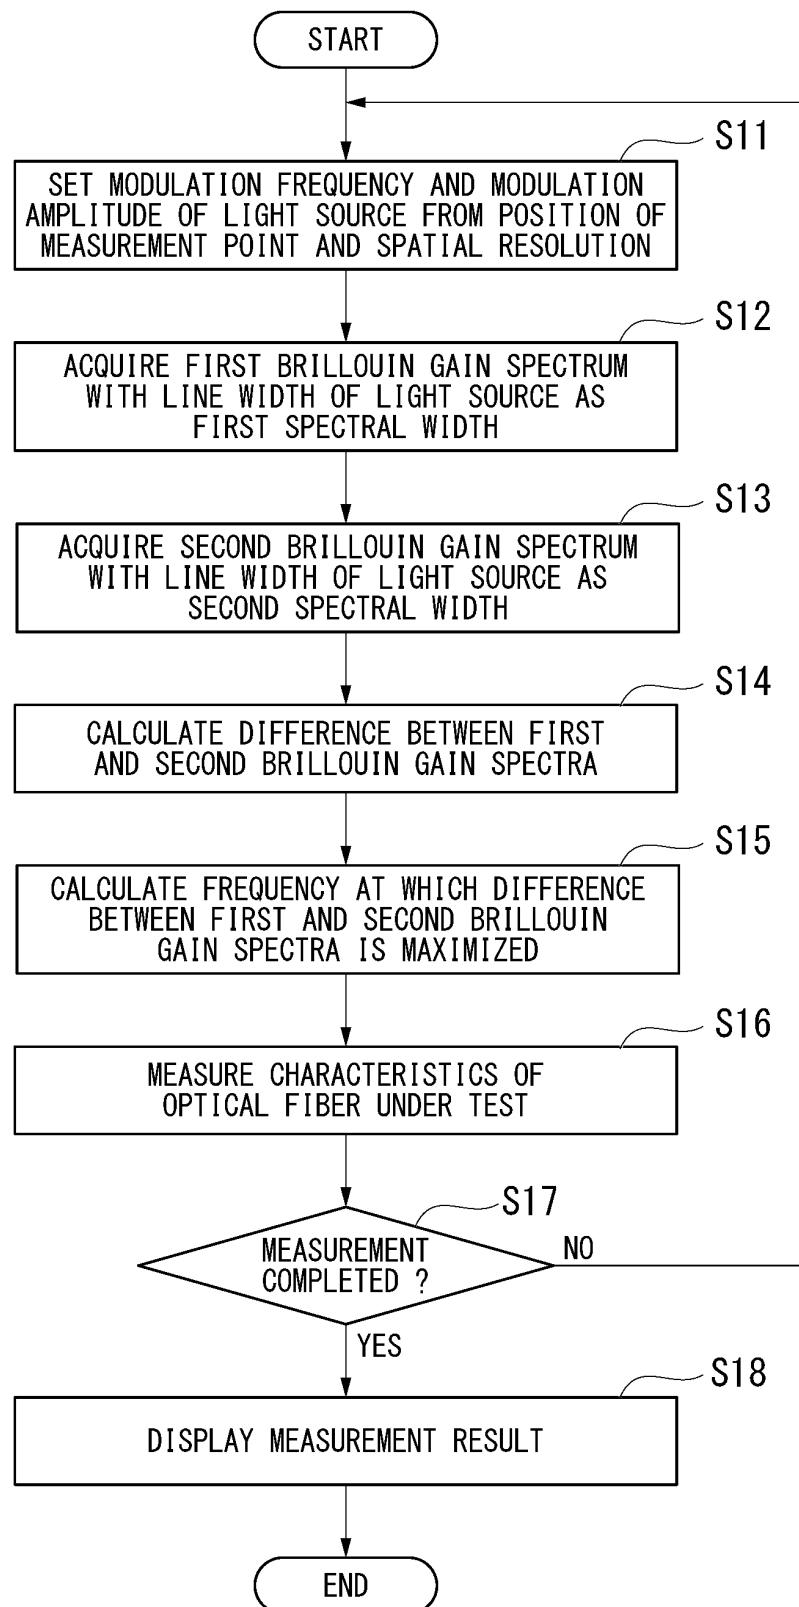 START
S11
SET MODULATION FREQUENCY AND MODULATION
AMPLITUDE OF LIGHT SOURCE FROM POSITION OF
MEASUREMENT POINT AND SPATIAL RESOLUTION
S12
ACQUIRE FIRST BRILLOUIN GAIN SPECTRUM
WITH LINE WIDTH OF LIGHT SOURCE AS
FIRST SPECTRAL WIDTH
S13
ACQUIRE SECOND BRILLOUIN GAIN SPECTRUM
WITH LINE WIDTH OF LIGHT SOURCE AS
SECOND SPECTRAL WIDTH
S14
CALCULATE DIFFERENCE BETWEEN FIRST
AND SECOND BRILLOUIN GAIN SPECTRA
S15
CALCULATE FREQUENCY AT WHICH DIFFERENCE
BETWEEN FIRST AND SECOND BRILLOUIN
GAIN SPECTRA IS MAXIMIZED
S16
MEASURE CHARACTERISTICS OF
OPTICAL FIBER UNDER TEST
S17
MEASUREMENT
COMPLETED ?
NO
YES
S18
DISPLAY MEASUREMENT RESULT
END